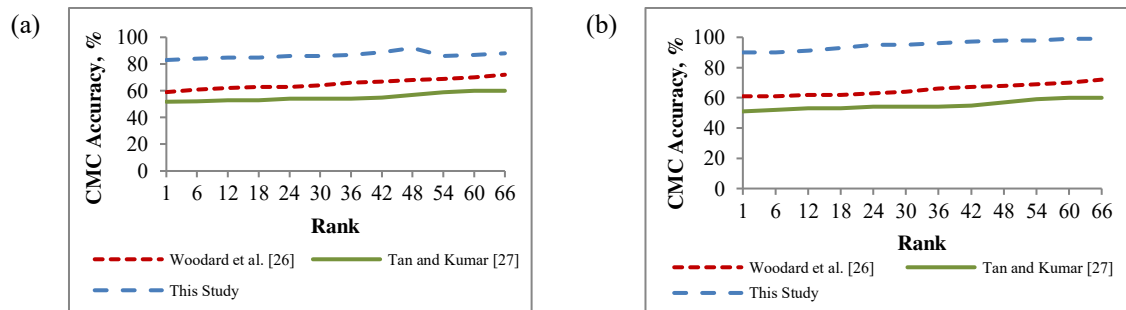 (a)
CMC Accuracy, %
100
80
60
40
20
0
1 6 12 18 24 30 36 42 48 54 60 66
Rank
Woodard et al. [26] Tan and Kumar [27]
This Study
(b)
CMC Accuracy, %
100
80
60
40
20
0
1 6 12 18 24 30 36 42 48 54 60 66
Rank
Woodard et al. [26] Tan and Kumar [27]
This Study